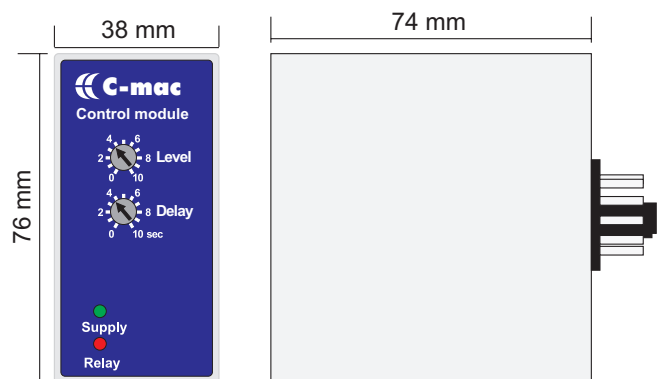 38 mm
74 mm
76 mm
C-mac
Control module
4 6
2 8 Level
0 10
4 6
2 8 Delay
0 10 sec
Supply
Relay